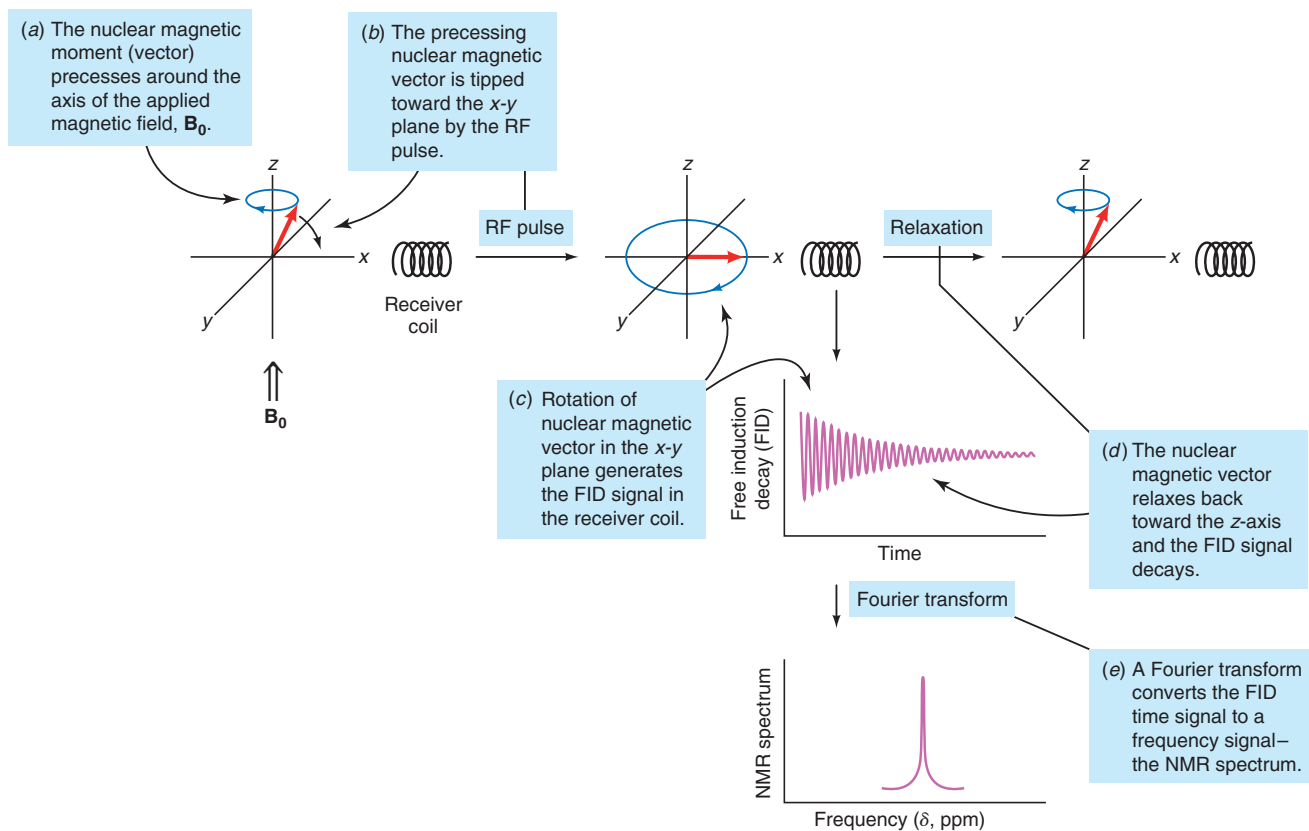 (a) The nuclear magnetic
moment (vector)
precesses around the
axis of the applied
magnetic field, B0.
(b) The precessing
nuclear magnetic
vector is tipped
toward the x-y
plane by the RF
pulse.
z
x
y
B0
Receiver
coil
RF pulse
z
x
y
Relaxation
z
x
y
(c) Rotation of
nuclear magnetic
vector in the x-y
plane generates
the FID signal in
the receiver coil.
Free induction
decay (FID)
Time
(d) The nuclear
magnetic vector
relaxes back
toward the z-axis
and the FID signal
decays.
Fourier transform
NMR spectrum
Frequency (δ, ppm)
(e) A Fourier transform
converts the FID
time signal to a
frequency signal–
the NMR spectrum.